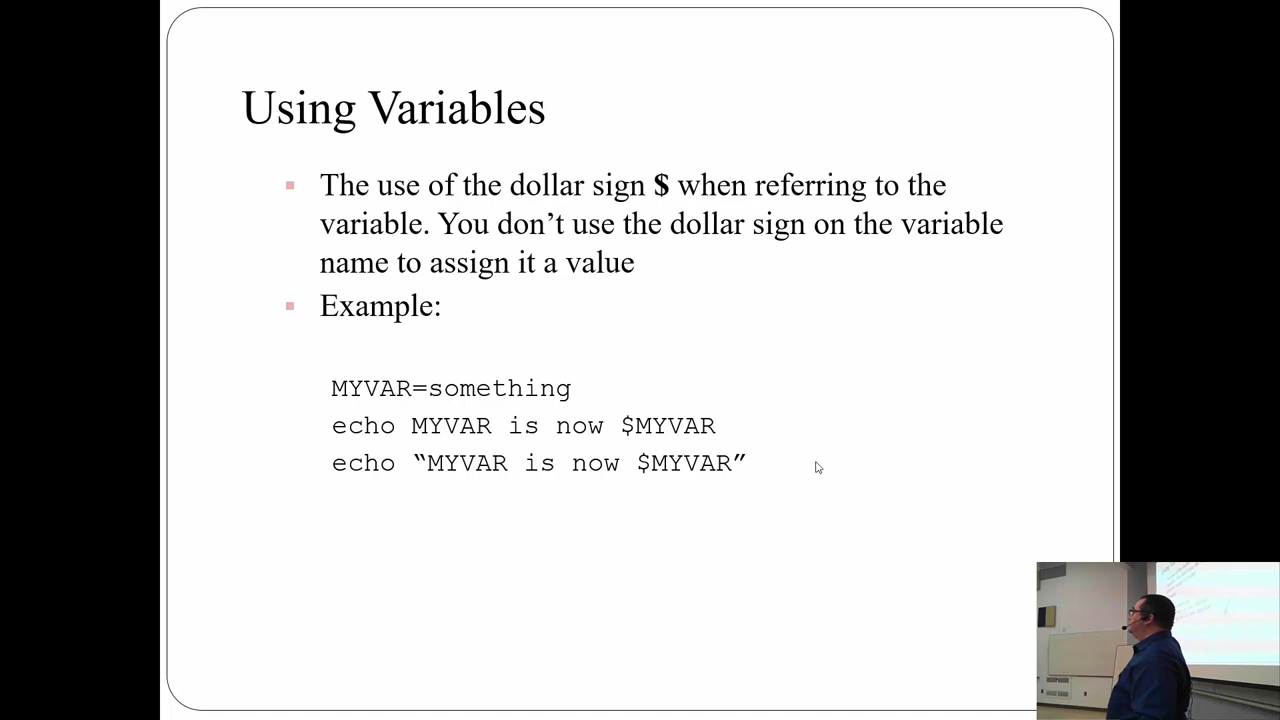 Using Variables
The use of the dollar sign $ when referring to the
variable. You don’t use the dollar sign on the variable
name to assign it a value
Example:
MYVAR=something
echo MYVAR is now $MYVAR
echo “MYVAR is now $MYVAR”